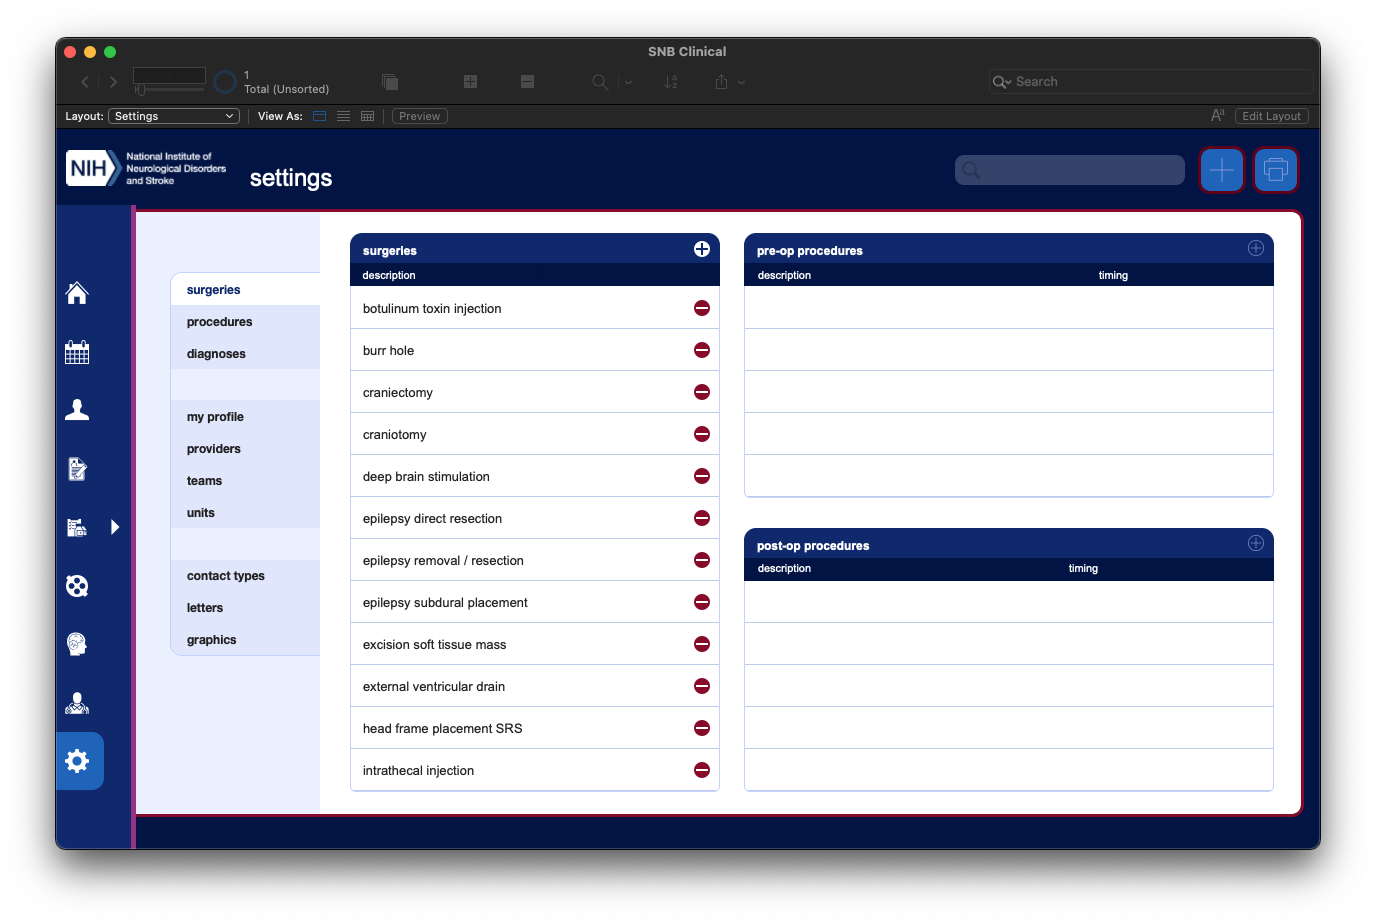 SNB Clinical
1
Total (Unsorted)
Search
Layout: Settings View As: Preview Aa Edit Layout
NIH National Institute of
Neurological Disorders
and Stroke
settings
surgeries
procedures
diagnoses
my profile
providers
teams
units
contact types
letters
graphics
surgeries
description
botulinum toxin injection
burr hole
craniectomy
craniotomy
deep brain stimulation
epilepsy direct resection
epilepsy removal / resection
epilepsy subdural placement
excision soft tissue mass
external ventricular drain
head frame placement SRS
intrathecal injection
pre-op procedures
description timing
post-op procedures
description timing